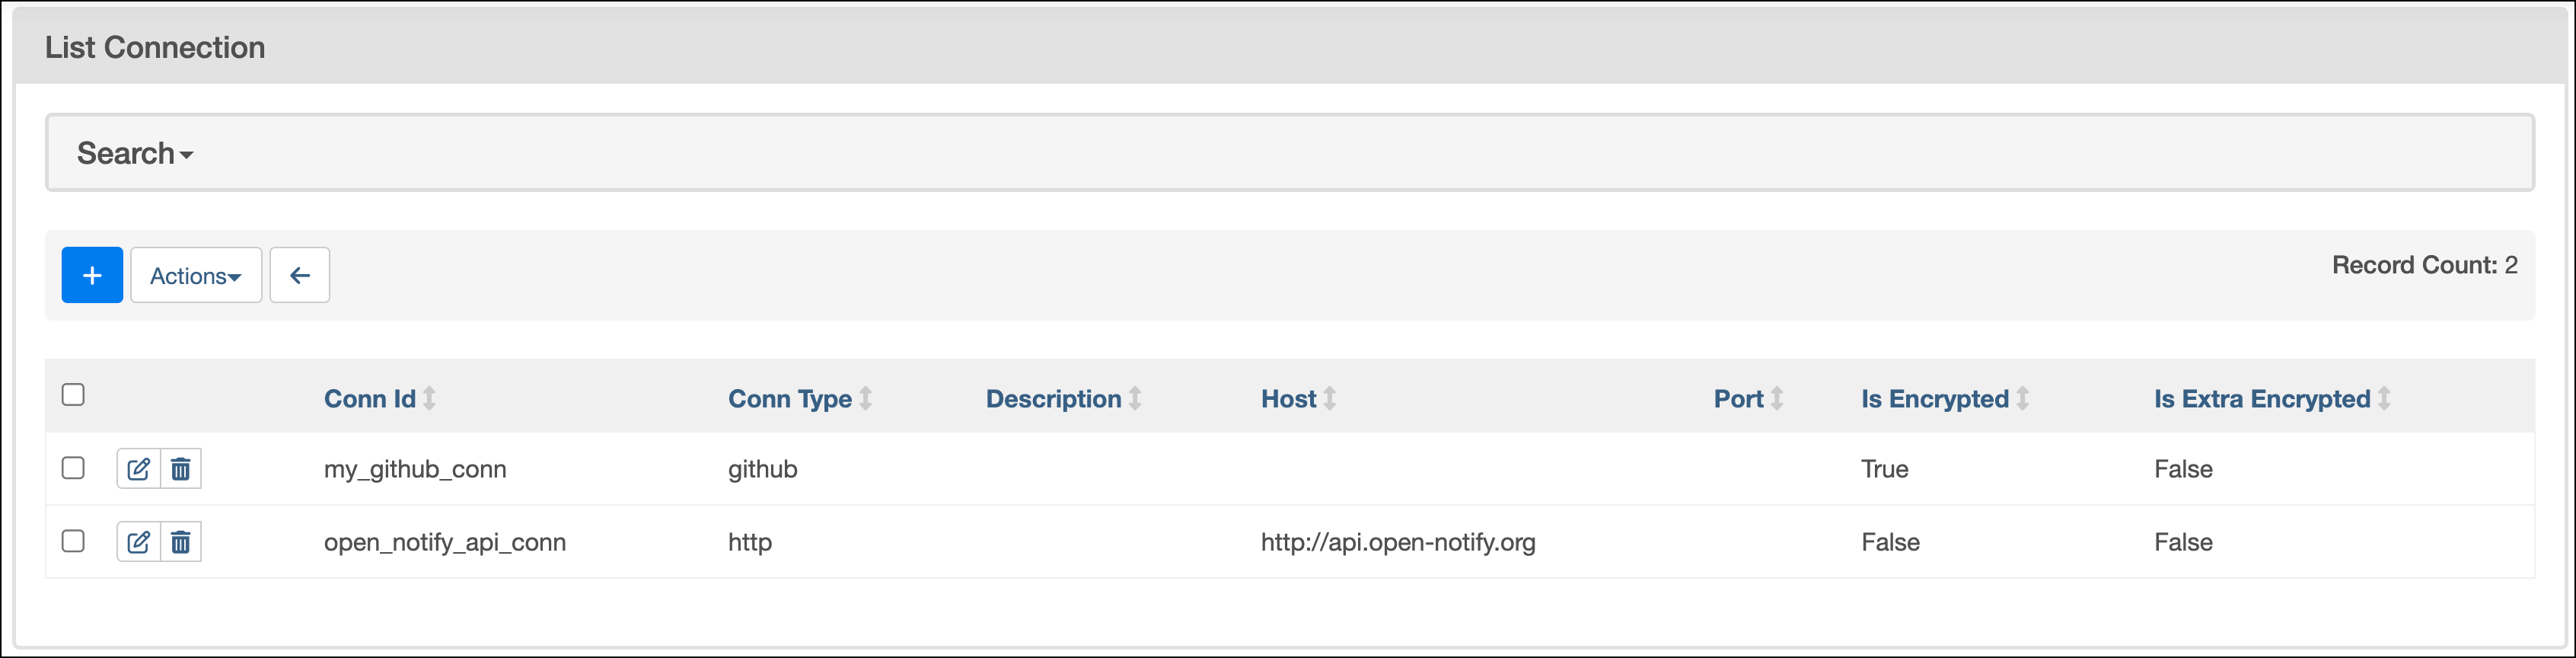 List Connection
Search
+ Actions Record Count: 2
Conn Id Conn Type Description Host Port Is Encrypted Is Extra Encrypted
my_github_conn github True False
open_notify_api_conn http http://api.open-notify.org False False